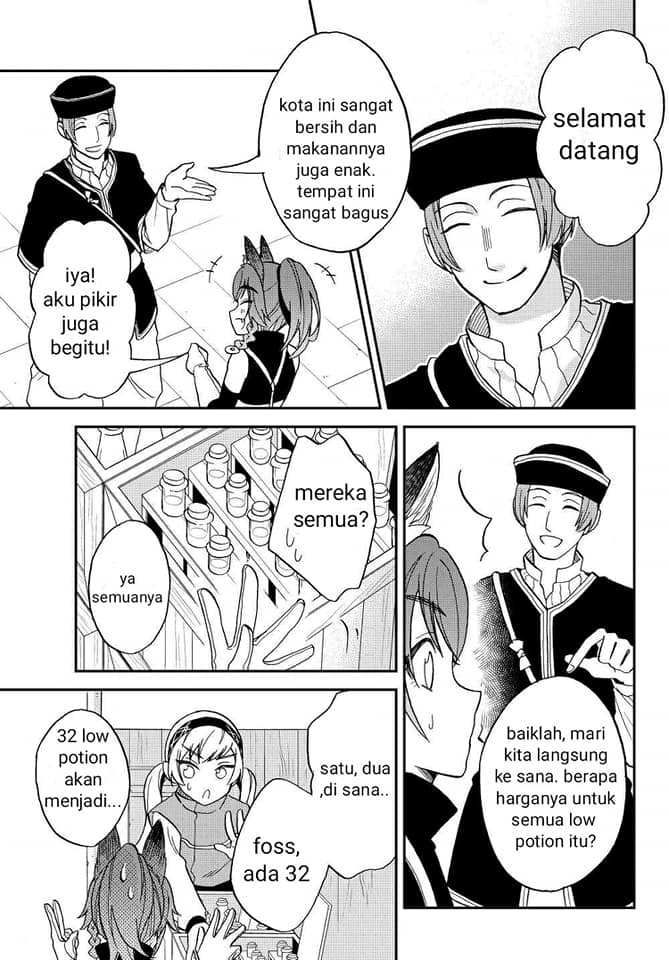 selamat
datang
kota ini sangat
bersih dan
makanannya
juga enak.
tempat ini
sangat bagus
iya!
aku pikir
juga
begitu!
baiklah, mari
kita langsung
ke sana. berapa
harganya untuk
semua low
potion itu?
mereka
semua?
ya
semuanya
satu, dua
,di sana..
foss,
ada 32
32 low
potion
akan
menjadi...